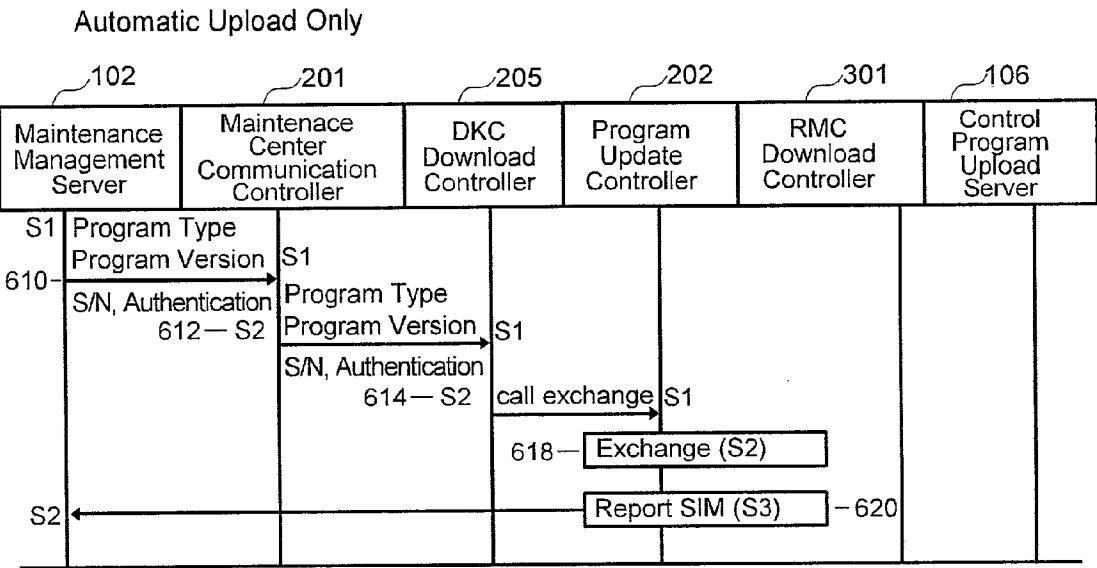 Automatic Upload Only
102
201
205
202
301
106
Maintenance
Management
Server
Maintenace
Center
Communication
Controller
DKC
Download
Controller
Program
Update
Controller
RMC
Download
Controller
Control
Program
Upload
Server
S1
Program Type
Program Version
S1
610
S/N, Authentication
Program Type
612 — S2
Program Version
S1
S/N, Authentication
614 — S2
call exchange
S1
618
Exchange (S2)
S2
Report SIM (S3)
620